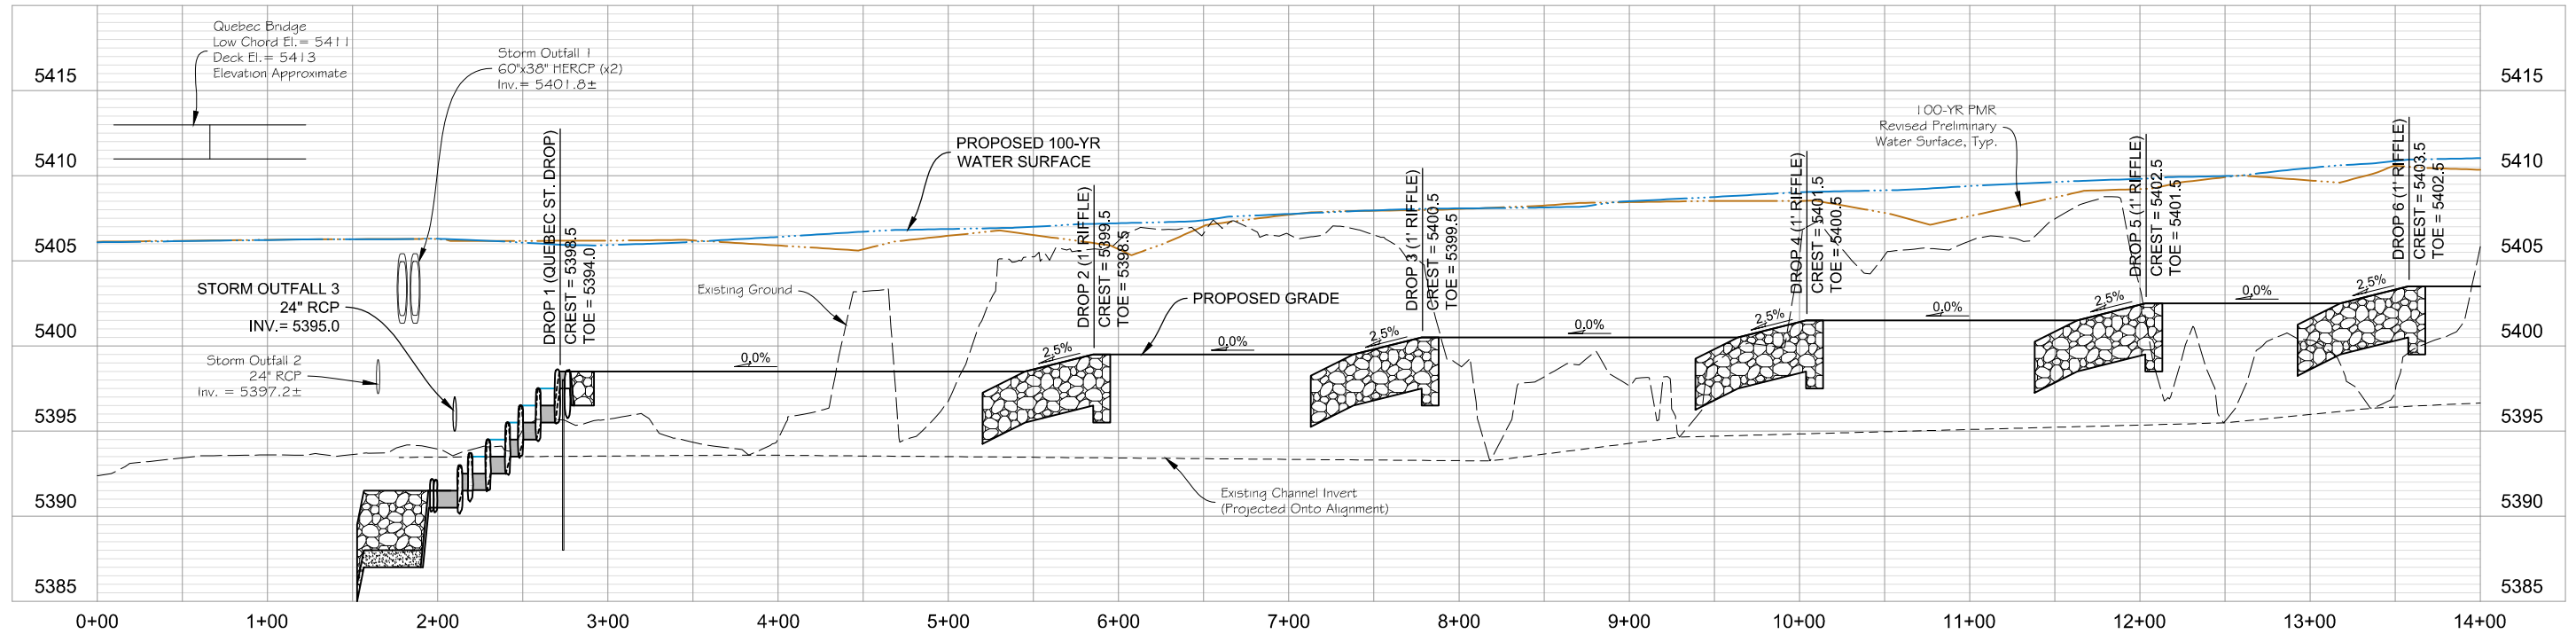 Quebec Bridge
Low Chord El.= 5411
Deck El.= 5413
Elevation Approximate
Storm Outfall 1
60"x38" HERCP (x2)
Inv.= 5401.8±
STORM OUTFALL 3
24" RCP
INV.= 5395.0
Storm Outfall 2
24" RCP
Inv. = 5397.2±
DROP 1 (QUEBEC ST. DROP)
CREST = 5398.5
TOE = 5394.0
0.0%
Existing Ground
PROPOSED 100-YR
WATER SURFACE
2.5%
DROP 2 (1' RIFFLE)
CREST = 5399.5
TOE = 5398.5
PROPOSED GRADE
0.0%
Existing Channel Invert
(Projected Onto Alignment)
2.5%
DROP 3 (1' RIFFLE)
CREST = 5400.5
TOE = 5399.5
0.0%
2.5%
DROP 4 (1' RIFFLE)
CREST = 5401.5
TOE = 5400.5
100-YR PMR
Revised Preliminary
Water Surface, Typ.
0.0%
2.5%
DROP 5 (1' RIFFLE)
CREST = 5402.5
TOE = 5401.5
0.0%
2.5%
DROP 6 (1' RIFFLE)
CREST = 5403.5
TOE = 5402.5
5415
5410
5405
5400
5395
5390
5385
5415
5410
5405
5400
5395
5390
5385
0+00
1+00
2+00
3+00
4+00
5+00
6+00
7+00
8+00
9+00
10+00
11+00
12+00
13+00
14+00